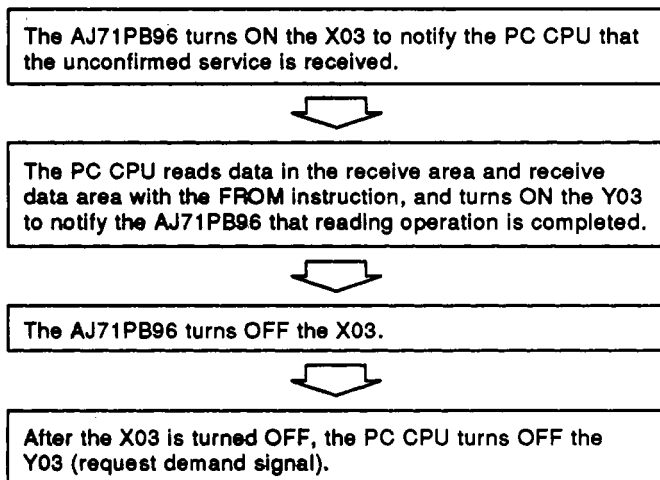 The AJ71PB96 turns ON the X03 to notify the PC CPU that
the unconfirmed service is received.
The PC CPU reads data in the receive area and receive
data area with the FROM instruction, and turns ON the Y03
to notify the AJ71PB96 that reading operation is completed.
The AJ71PB96 turns OFF the X03.
After the X03 is turned OFF, the PC CPU turns OFF the
Y03 (request demand signal).